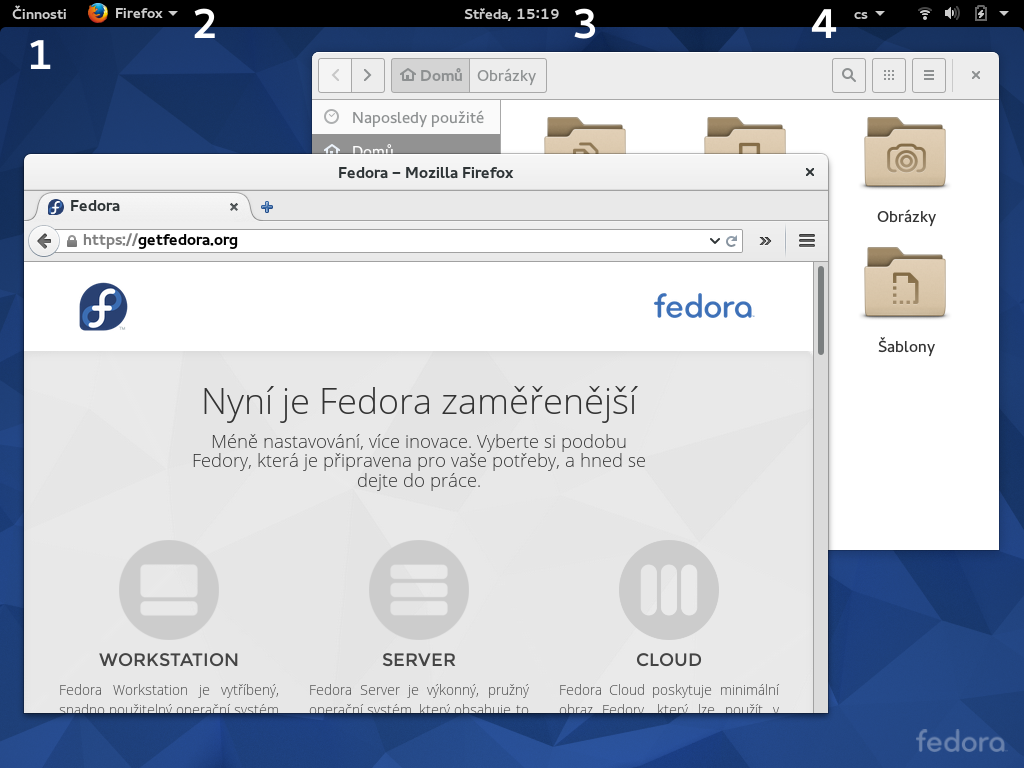 Činnosti
Firefox
Středa, 15:19
cs
1
2
3
4
Domů
Obrázky
Naposledy použité
Domů
Obrázky
Šablony
Fedora – Mozilla Firefox
Fedora
https://getfedora.org
fedora
Nyní je Fedora zaměřenější
Méně nastavování, více inovace. Vyberte si podobu
Fedory, která je připravena pro vaše potřeby, a hned se
dejte do práce.
WORKSTATION
Fedora Workstation je vytříbený,
snadno použitelný operační systém
SERVER
Fedora Server je výkonný, pružný
operační systém, který obsahuje to
CLOUD
Fedora Cloud poskytuje minimální
obraz Fedory, který lze použít v
fedora